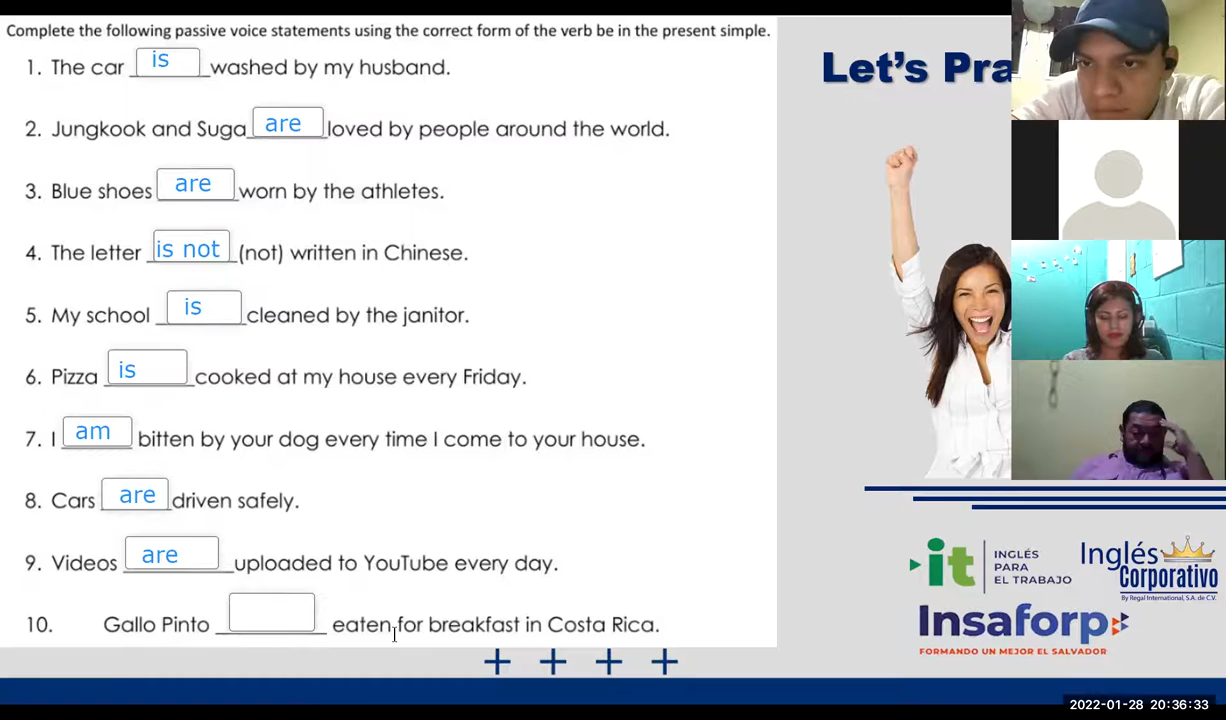 Complete the following passive voice statements using the correct form of the verb be in the present simple.
1. The car is washed by my husband.
2. Jungkook and Suga are loved by people around the world.
3. Blue shoes are worn by the athletes.
4. The letter is not (not) written in Chinese.
5. My school is cleaned by the janitor.
6. Pizza is cooked at my house every Friday.
7. I am bitten by your dog every time I come to your house.
8. Cars are driven safely.
9. Videos are uploaded to YouTube every day.
10. Gallo Pinto eaten for breakfast in Costa Rica.
Let's Pra
it
INGLÉS
PARA
EL TRABAJO
Inglés
Corporativo
By Regal International, S.A. de C.V.
Insaforp
FORMANDO UN MEJOR EL SALVADOR
2022-01-28 20:36:33